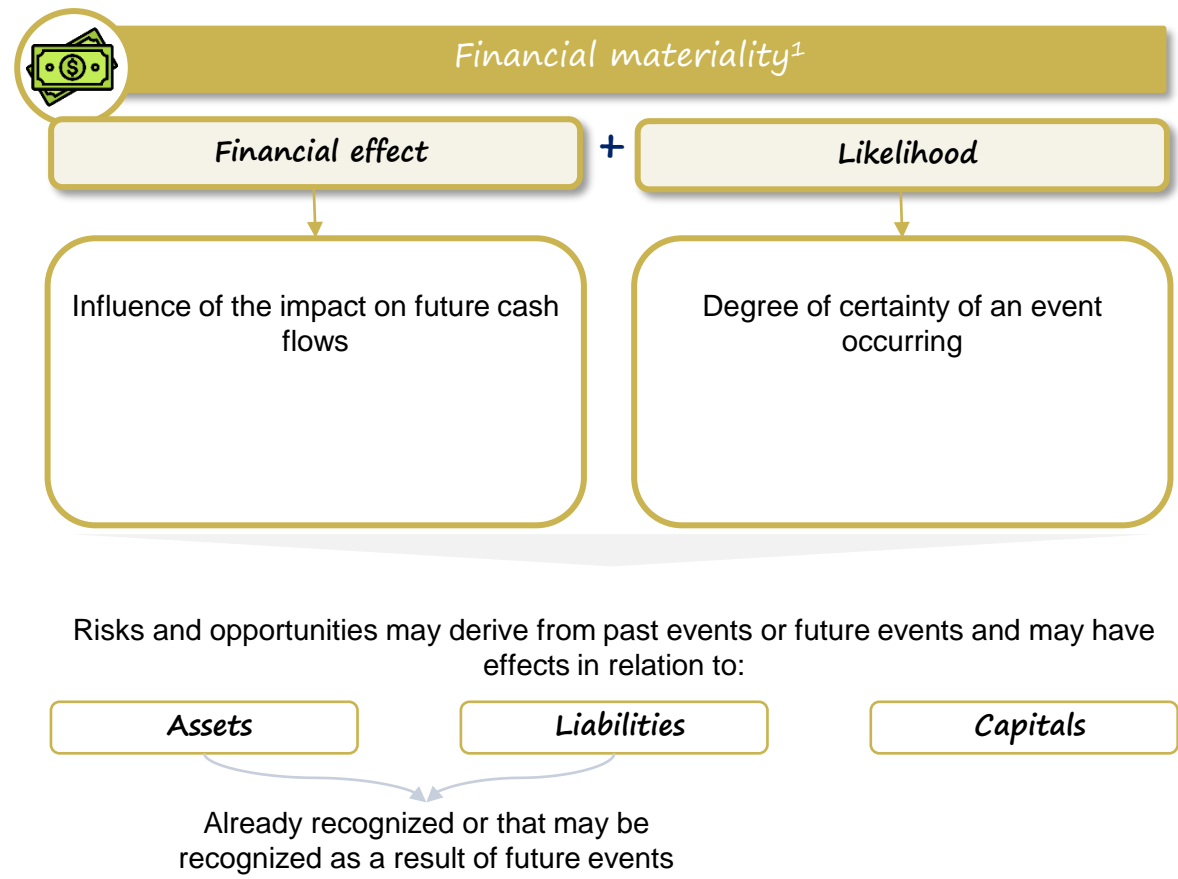 Financial materiality¹
Financial effect
+
Likelihood
Influence of the impact on future cash
flows
Degree of certainty of an event
occurring
Risks and opportunities may derive from past events or future events and may have
effects in relation to:
Assets
Liabilities
Capitals
Already recognized or that may be
recognized as a result of future events